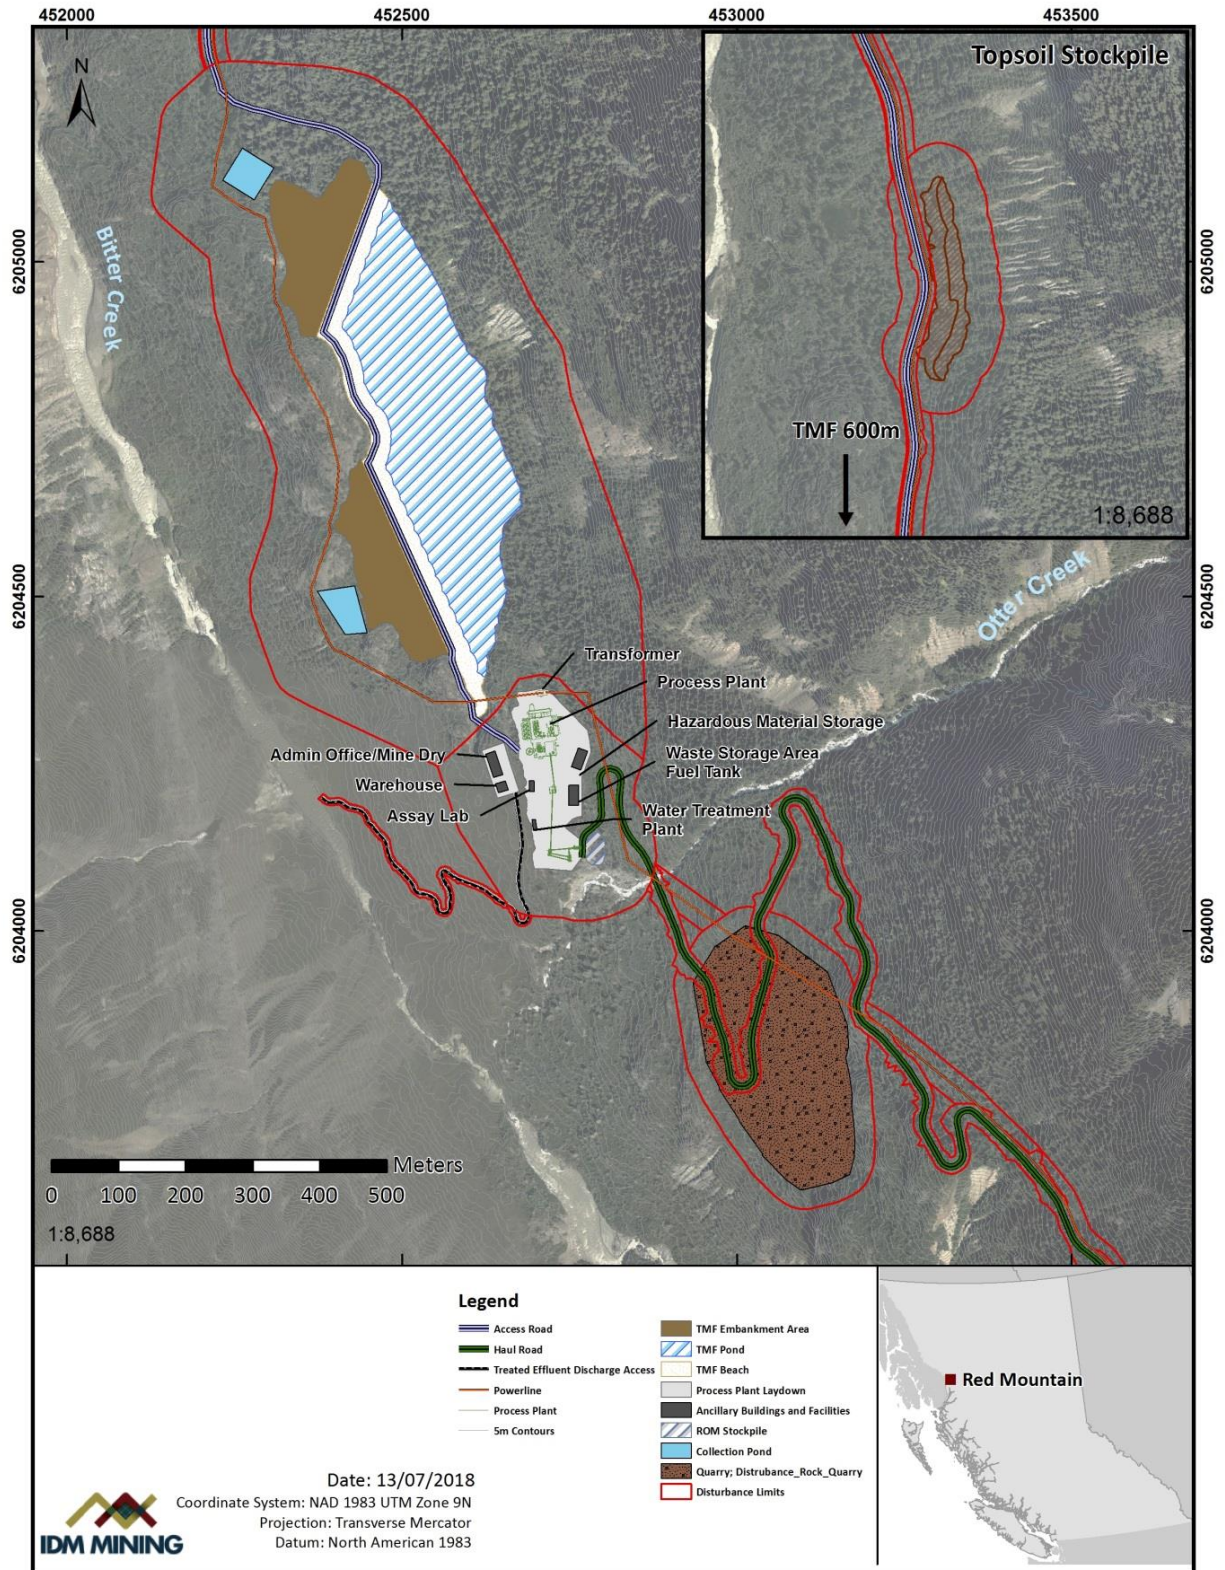 452000
452500
453000
453500
N
Topsoil Stockpile
Bitter Creek
6205000
6205000
TMF 600m
1:8,688
Otter Creek
6204500
6204500
Transformer
Process Plant
Hazardous Material Storage
Admin Office/Mine Dry
Waste Storage Area
Fuel Tank
Warehouse
Assay Lab
Water Treatment
Plant
6204000
6204000
Meters
0 100 200 300 400 500
1:8,688
Legend
Access Road
Haul Road
Treated Effluent Discharge Access
Powerline
Process Plant
5m Contours
TMF Embankment Area
TMF Pond
TMF Beach
Process Plant Laydown
Ancillary Buildings and Facilities
ROM Stockpile
Collection Pond
Quarry; Distrubance_Rock_Quarry
Disturbance Limits
Red Mountain
Date: 13/07/2018
Coordinate System: NAD 1983 UTM Zone 9N
Projection: Transverse Mercator
Datum: North American 1983
IDM MINING